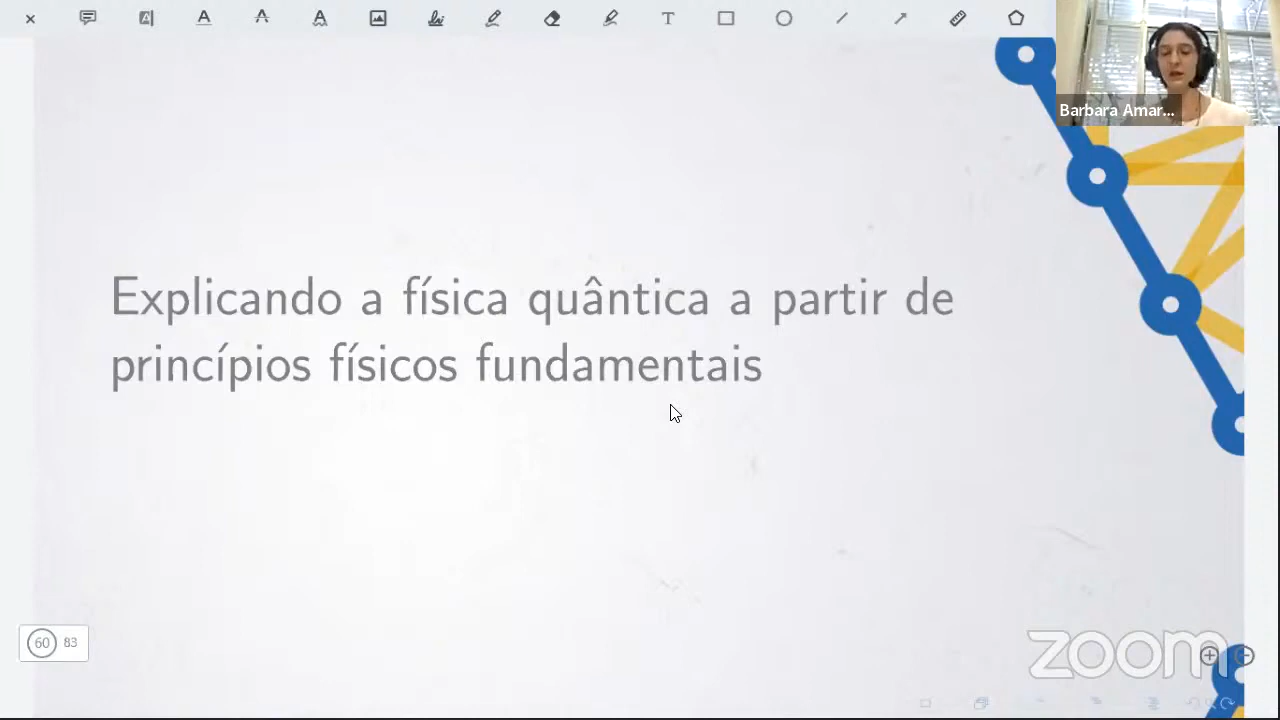 Barbara Amar...
Explicando a física quântica a partir de
princípios físicos fundamentais
60 83
zoom